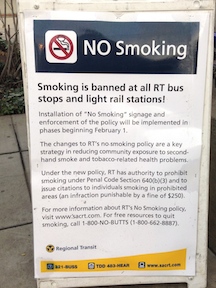 NO Smoking
Smoking is banned at all RT bus
stops and light rail stations!
Installation of "No Smoking" signage and
enforcement of the policy will be implemented in
phases beginning February 1.
The changes to RT's no smoking policy are a key
strategy in reducing community exposure to second-
hand smoke and tobacco-related health problems.
Under the new policy, RT has authority to prohibit
smoking under Penal Code Section 640(b)(3) and to
issue citations to individuals smoking in prohibited
areas (an infraction punishable by a fine of $250).
For more information about RT's No Smoking policy,
visit www.sacrt.com. For free resources to quit
smoking, call 1-800-NO-BUTTS (1-800-662-8887).
Regional Transit
321-BUSS TDD 483-HEAR www.sacrt.com